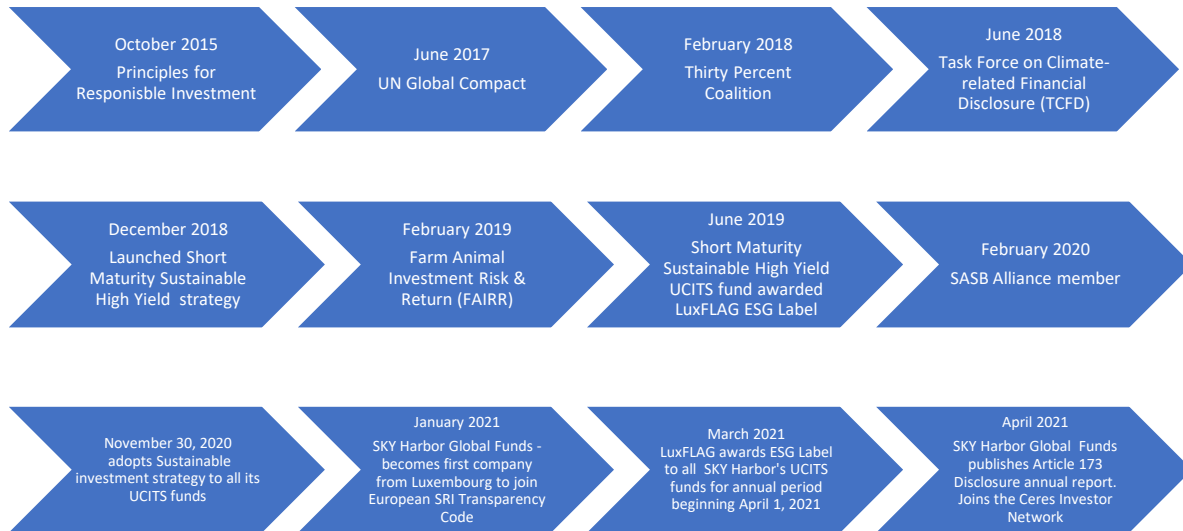 October 2015
Principles for
Responisble Investment
June 2017
UN Global Compact
February 2018
Thirty Percent
Coalition
June 2018
Task Force on Climate-
related Financial
Disclosure (TCFD)
December 2018
Launched Short
Maturity Sustainable
High Yield strategy
February 2019
Farm Animal
Investment Risk &
Return (FAIRR)
June 2019
Short Maturity
Sustainable High Yield
UCITS fund awarded
LuxFLAG ESG Label
February 2020
SASB Alliance member
November 30, 2020
adopts Sustainable
investment strategy to all its
UCITS funds
January 2021
SKY Harbor Global Funds -
becomes first company
from Luxembourg to join
European SRI Transparency
Code
March 2021
LuxFLAG awards ESG Label
to all SKY Harbor's UCITS
funds for annual period
beginning April 1, 2021
April 2021
SKY Harbor Global Funds
publishes Article 173
Disclosure annual report.
Joins the Ceres Investor
Network